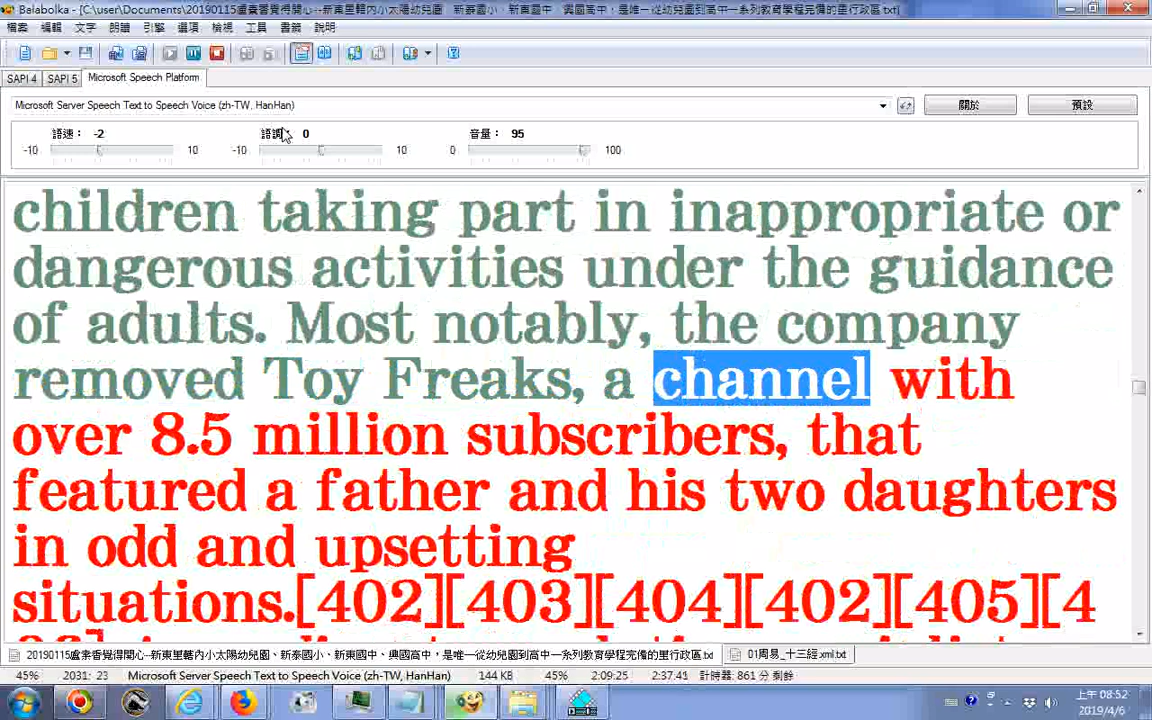 Balabolka - [C:\user\Documents\20190115盧素香覺得開心--新東里轄內小太陽幼兒園、新泰國小、新東國中、興國高中，是唯一從幼兒園到高中一系列教育學程完備的里行政區.txt]
檔案 編輯 文字 朗讀 引擎 選項 檢視 工具 書籤 說明
SAPI 4 SAPI 5 Microsoft Speech Platform
Microsoft Server Speech Text to Speech Voice (zh-TW, HanHan) 關於 預設
語速： -2 語調： 0 音量： 95
-10 10 -10 10 0 100
children taking part in inappropriate or
dangerous activities under the guidance
of adults. Most notably, the company
removed Toy Freaks, a channel with
over 8.5 million subscribers, that
featured a father and his two daughters
in odd and upsetting
situations.[402][403][404][402][405][4
20190115盧素香覺得開心--新東里轄內小太陽幼兒園、新泰國小、新東國中、興國高中，是唯一從幼兒園到高中一系列教育學程完備的里行政區.txt 01周易_十三經.xml.txt
45% 2031: 23 Microsoft Server Speech Text to Speech Voice (zh-TW, HanHan) 144 KB 45% 2:09:25 2:37:41 計時器: 861 分 剩餘
上午 08:52
2019/4/6